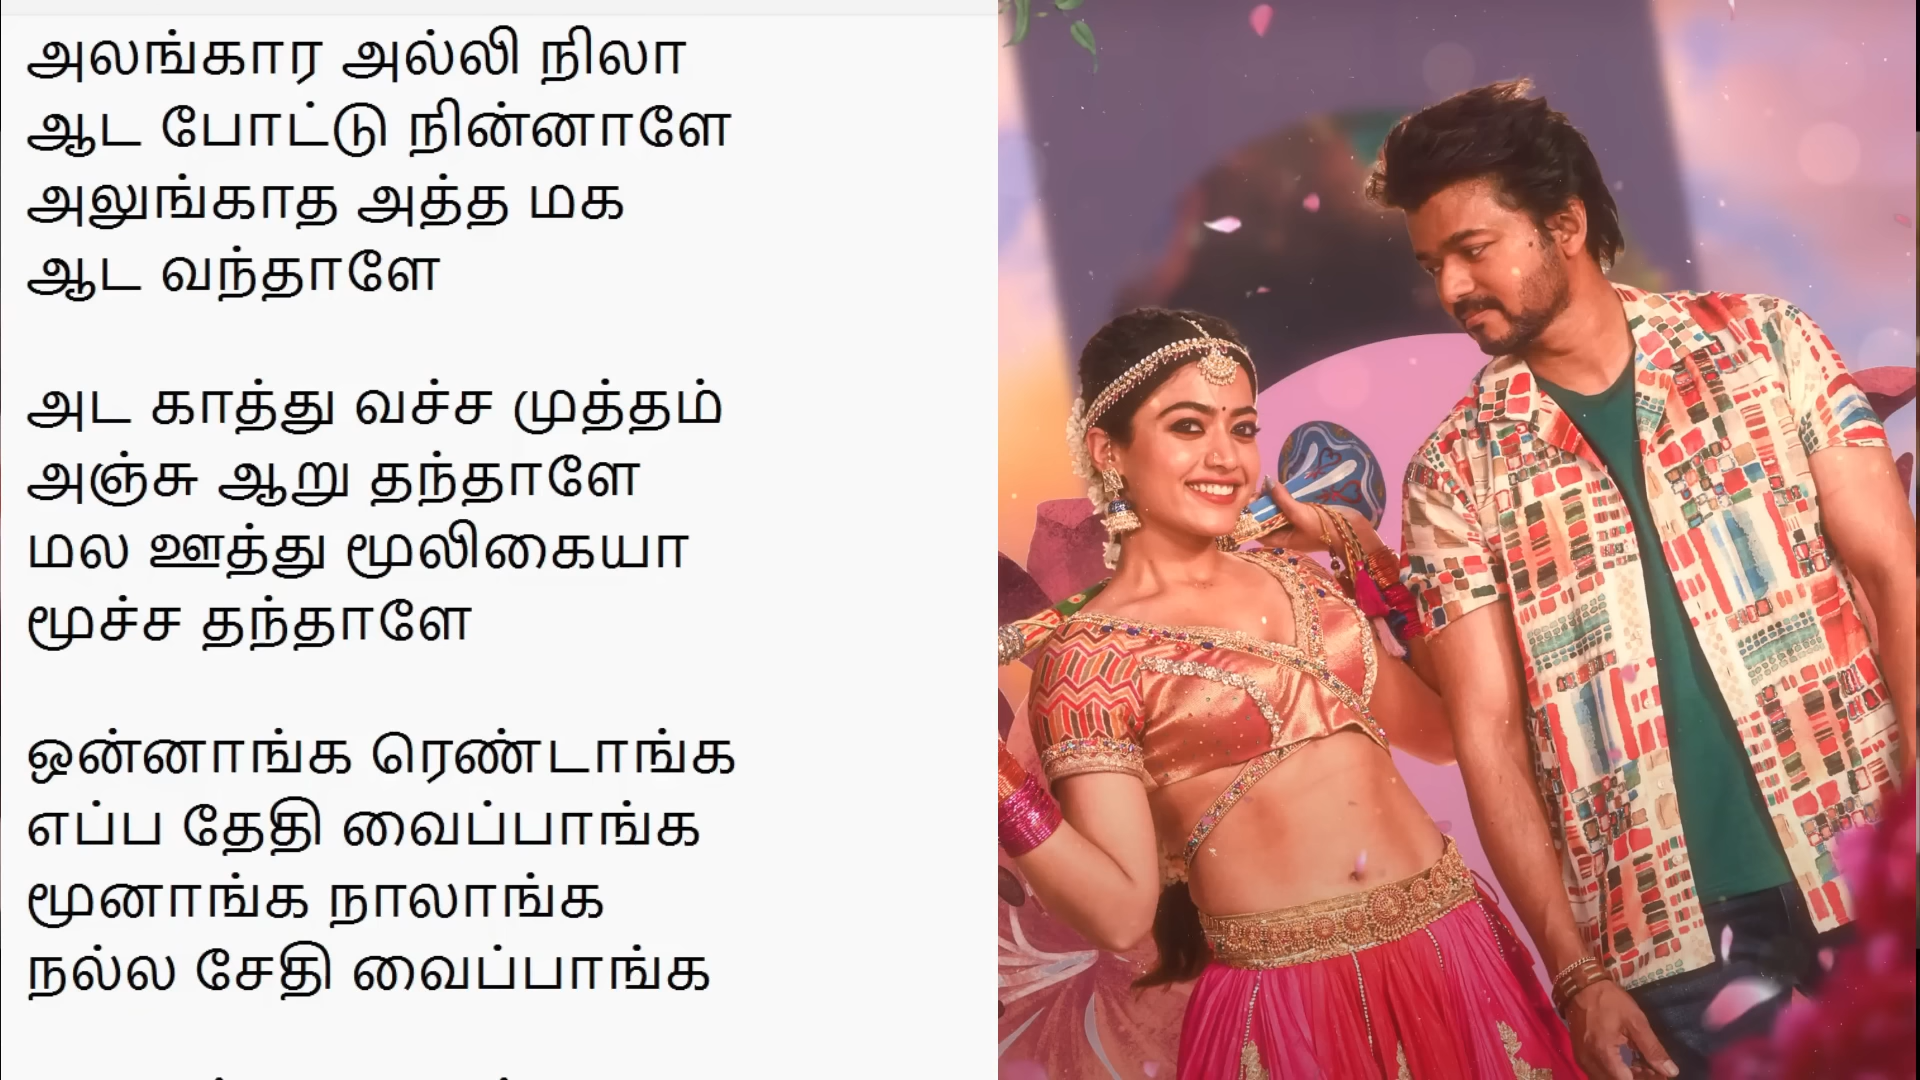 அலங்கார அல்லி நிலா
ஆட போட்டு நின்னாளே
அலுங்காத அத்த மக
ஆட வந்தாளே
அட காத்து வச்ச முத்தம்
அஞ்சு ஆறு தந்தாளே
மல ஊத்து மூலிகையா
மூச்ச தந்தாளே
ஒன்னாங்க ரெண்டாங்க
எப்ப தேதி வைப்பாங்க
மூனாங்க நாலாங்க
நல்ல சேதி வைப்பாங்க